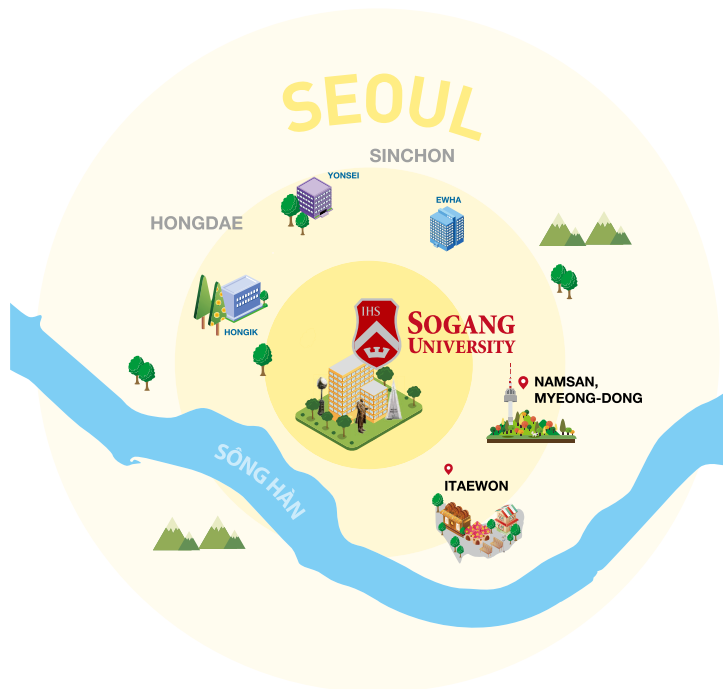 SEOUL
SINCHON
YONSEI
EWHA
HONGDAE
HONGIK
IHS
SOGANG
UNIVERSITY
NAMSAN,
MYEONG-DONG
ITAEWON
SÔNG HÀN